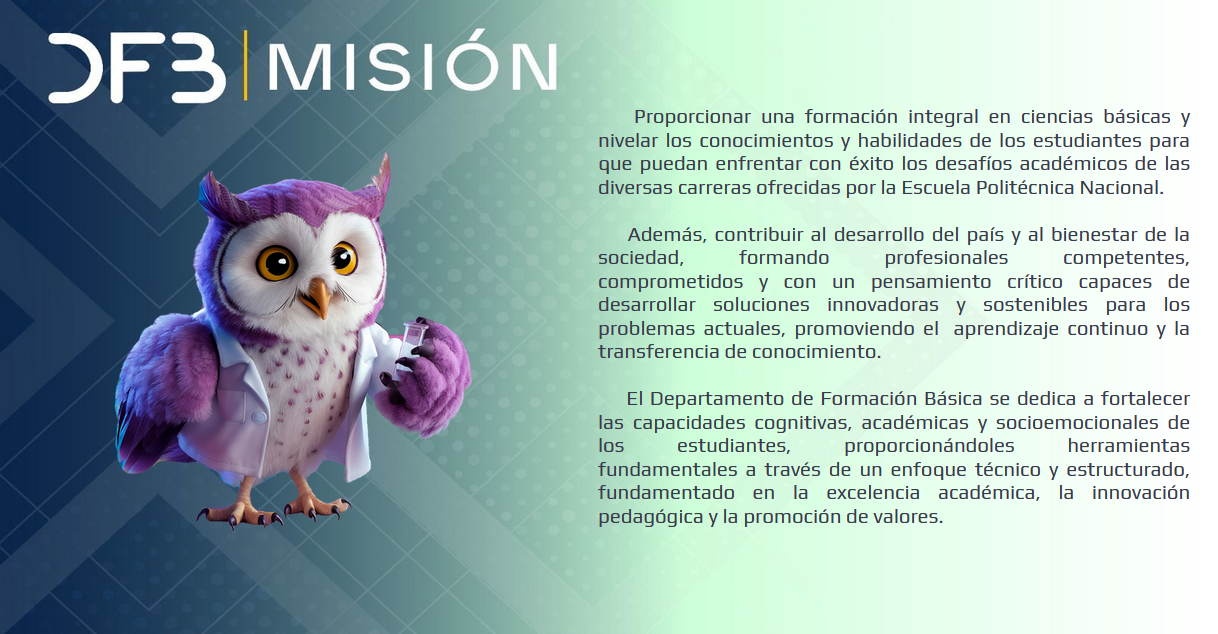 DFB | MISIÓN
Proporcionar una formación integral en ciencias básicas y
nivelar los conocimientos y habilidades de los estudiantes para
que puedan enfrentar con éxito los desafíos académicos de las
diversas carreras ofrecidas por la Escuela Politécnica Nacional.
Además, contribuir al desarrollo del país y al bienestar de la
sociedad, formando profesionales competentes,
comprometidos y con un pensamiento crítico capaces de
desarrollar soluciones innovadoras y sostenibles para los
problemas actuales, promoviendo el aprendizaje continuo y la
transferencia de conocimiento.
El Departamento de Formación Básica se dedica a fortalecer
las capacidades cognitivas, académicas y socioemocionales de
los estudiantes, proporcionándoles herramientas
fundamentales a través de un enfoque técnico y estructurado,
fundamentado en la excelencia académica, la innovación
pedagógica y la promoción de valores.